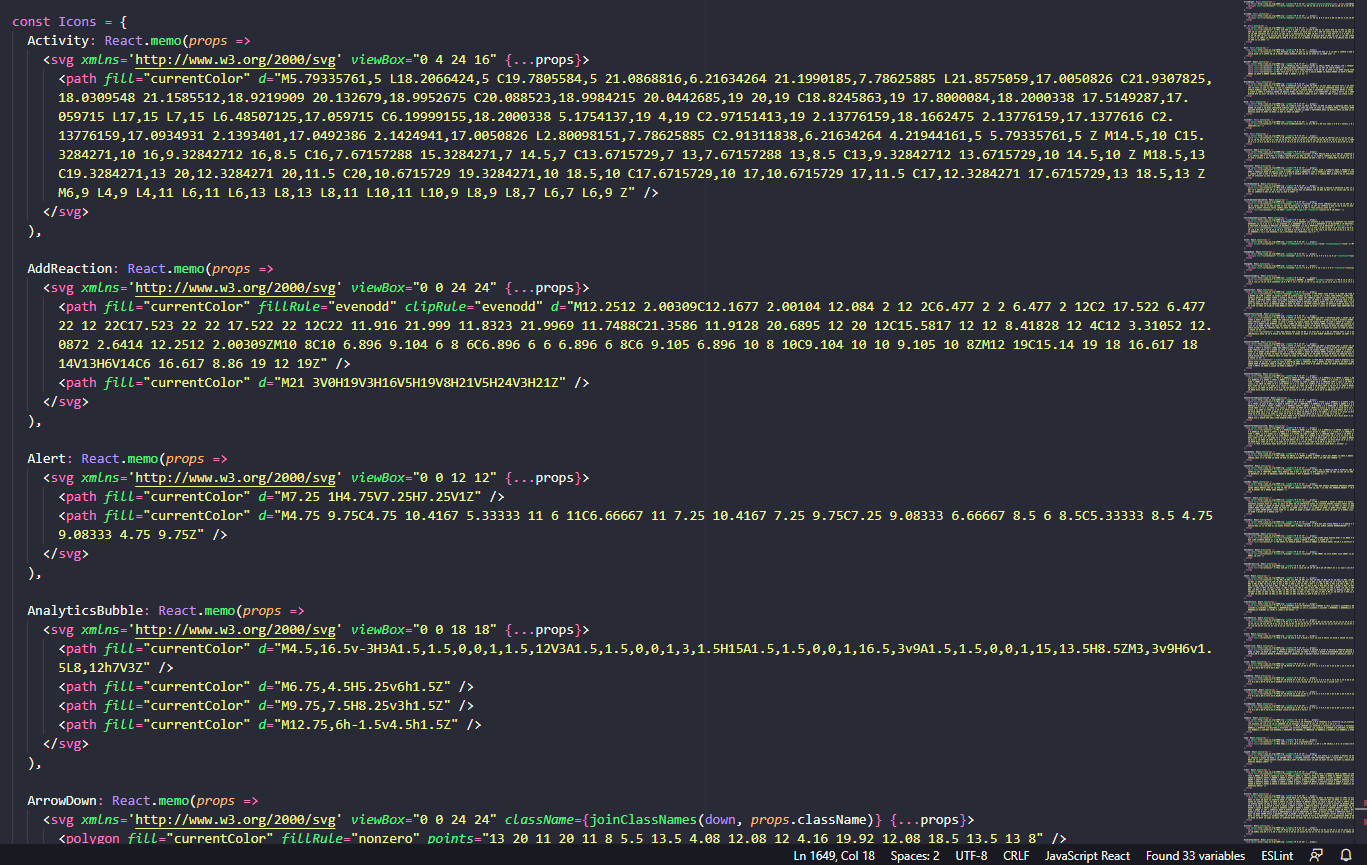 const Icons = {
Activity: React.memo(props =>
<svg xmlns='http://www.w3.org/2000/svg' viewBox="0 4 24 16" {...props}>
<path fill="currentColor" d="M5.79335761,5 L18.2066424,5 C19.7805584,5 21.0868816,6.21634264 21.1990185,7.78625885 L21.8575059,17.0050826 C21.9307825,
18.0309548 21.1585512,18.9219909 20.132679,18.9952675 C20.088523,18.9984215 20.0442685,19 20,19 C18.8245863,19 17.8000084,18.2000338 17.5149287,17.
059715 L17,15 L7,15 L6.48507125,17.059715 C6.19999155,18.2000338 5.1754137,19 4,19 C2.97151413,19 2.13776159,18.1662475 2.13776159,17.1377616 C2.
13776159,17.0934931 2.1393401,17.0492386 2.1424941,17.0050826 L2.80098151,7.78625885 C2.91311838,6.21634264 4.21944161,5 5.79335761,5 Z M14.5,10 C15.
3284271,10 16,9.32842712 16,8.5 C16,7.67157288 15.3284271,7 14.5,7 C13.6715729,7 13,7.67157288 13,8.5 C13,9.32842712 13.6715729,10 14.5,10 Z M18.5,13
C19.3284271,13 20,12.3284271 20,11.5 C20,10.6715729 19.3284271,10 18.5,10 C17.6715729,10 17,10.6715729 17,11.5 C17,12.3284271 17.6715729,13 18.5,13 Z
M6,9 L4,9 L4,11 L6,11 L6,13 L8,13 L8,11 L10,11 L10,9 L8,9 L8,7 L6,7 L6,9 Z" />
</svg>
),
AddReaction: React.memo(props =>
<svg xmlns='http://www.w3.org/2000/svg' viewBox="0 0 24 24" {...props}>
<path fill="currentColor" fillRule="evenodd" clipRule="evenodd" d="M12.2512 2.00309C12.1677 2.00104 12.084 2 12 2C6.477 2 2 6.477 2 12C2 17.522 6.477
22 12 22C17.523 22 22 17.522 22 12C22 11.916 21.999 11.8323 21.9969 11.7488C21.3586 11.9128 20.6895 12 20 12C15.5817 12 12 8.41828 12 4C12 3.31052 12.
0872 2.6414 12.2512 2.00309ZM10 8C10 6.896 9.104 6 8 6C6.896 6 6 6.896 6 8C6 9.105 6.896 10 8 10C9.104 10 10 9.105 10 8ZM12 19C15.14 19 18 16.617 18
14V13H6V14C6 16.617 8.86 19 12 19Z" />
<path fill="currentColor" d="M21 3V0H19V3H16V5H19V8H21V5H24V3H21Z" />
</svg>
),
Alert: React.memo(props =>
<svg xmlns='http://www.w3.org/2000/svg' viewBox="0 0 12 12" {...props}>
<path fill="currentColor" d="M7.25 1H4.75V7.25H7.25V1Z" />
<path fill="currentColor" d="M4.75 9.75C4.75 10.4167 5.33333 11 6 11C6.66667 11 7.25 10.4167 7.25 9.75C7.25 9.08333 6.66667 8.5 6 8.5C5.33333 8.5 4.75
9.08333 4.75 9.75Z" />
</svg>
),
AnalyticsBubble: React.memo(props =>
<svg xmlns='http://www.w3.org/2000/svg' viewBox="0 0 18 18" {...props}>
<path fill="currentColor" d="M4.5,16.5v-3H3A1.5,1.5,0,0,1,1.5,12V3A1.5,1.5,0,0,1,3,1.5H15A1.5,1.5,0,0,1,16.5,3v9A1.5,1.5,0,0,1,15,13.5H8.5ZM3,3v9H6v1.
5L8,12h7V3Z" />
<path fill="currentColor" d="M6.75,4.5H5.25v6h1.5Z" />
<path fill="currentColor" d="M9.75,7.5H8.25v3h1.5Z" />
<path fill="currentColor" d="M12.75,6h-1.5v4.5h1.5Z" />
</svg>
),
ArrowDown: React.memo(props =>
<svg xmlns='http://www.w3.org/2000/svg' viewBox="0 0 24 24" className={joinClassNames(down, props.className)} {...props}>
<polygon fill="currentColor" fillRule="nonzero" points="13 20 11 20 11 8 5.5 13.5 4.08 12.08 12 4.16 19.92 12.08 18.5 13.5 13 8" />
Ln 1649, Col 18 Spaces: 2 UTF-8 CRLF JavaScript React Found 33 variables ESLint